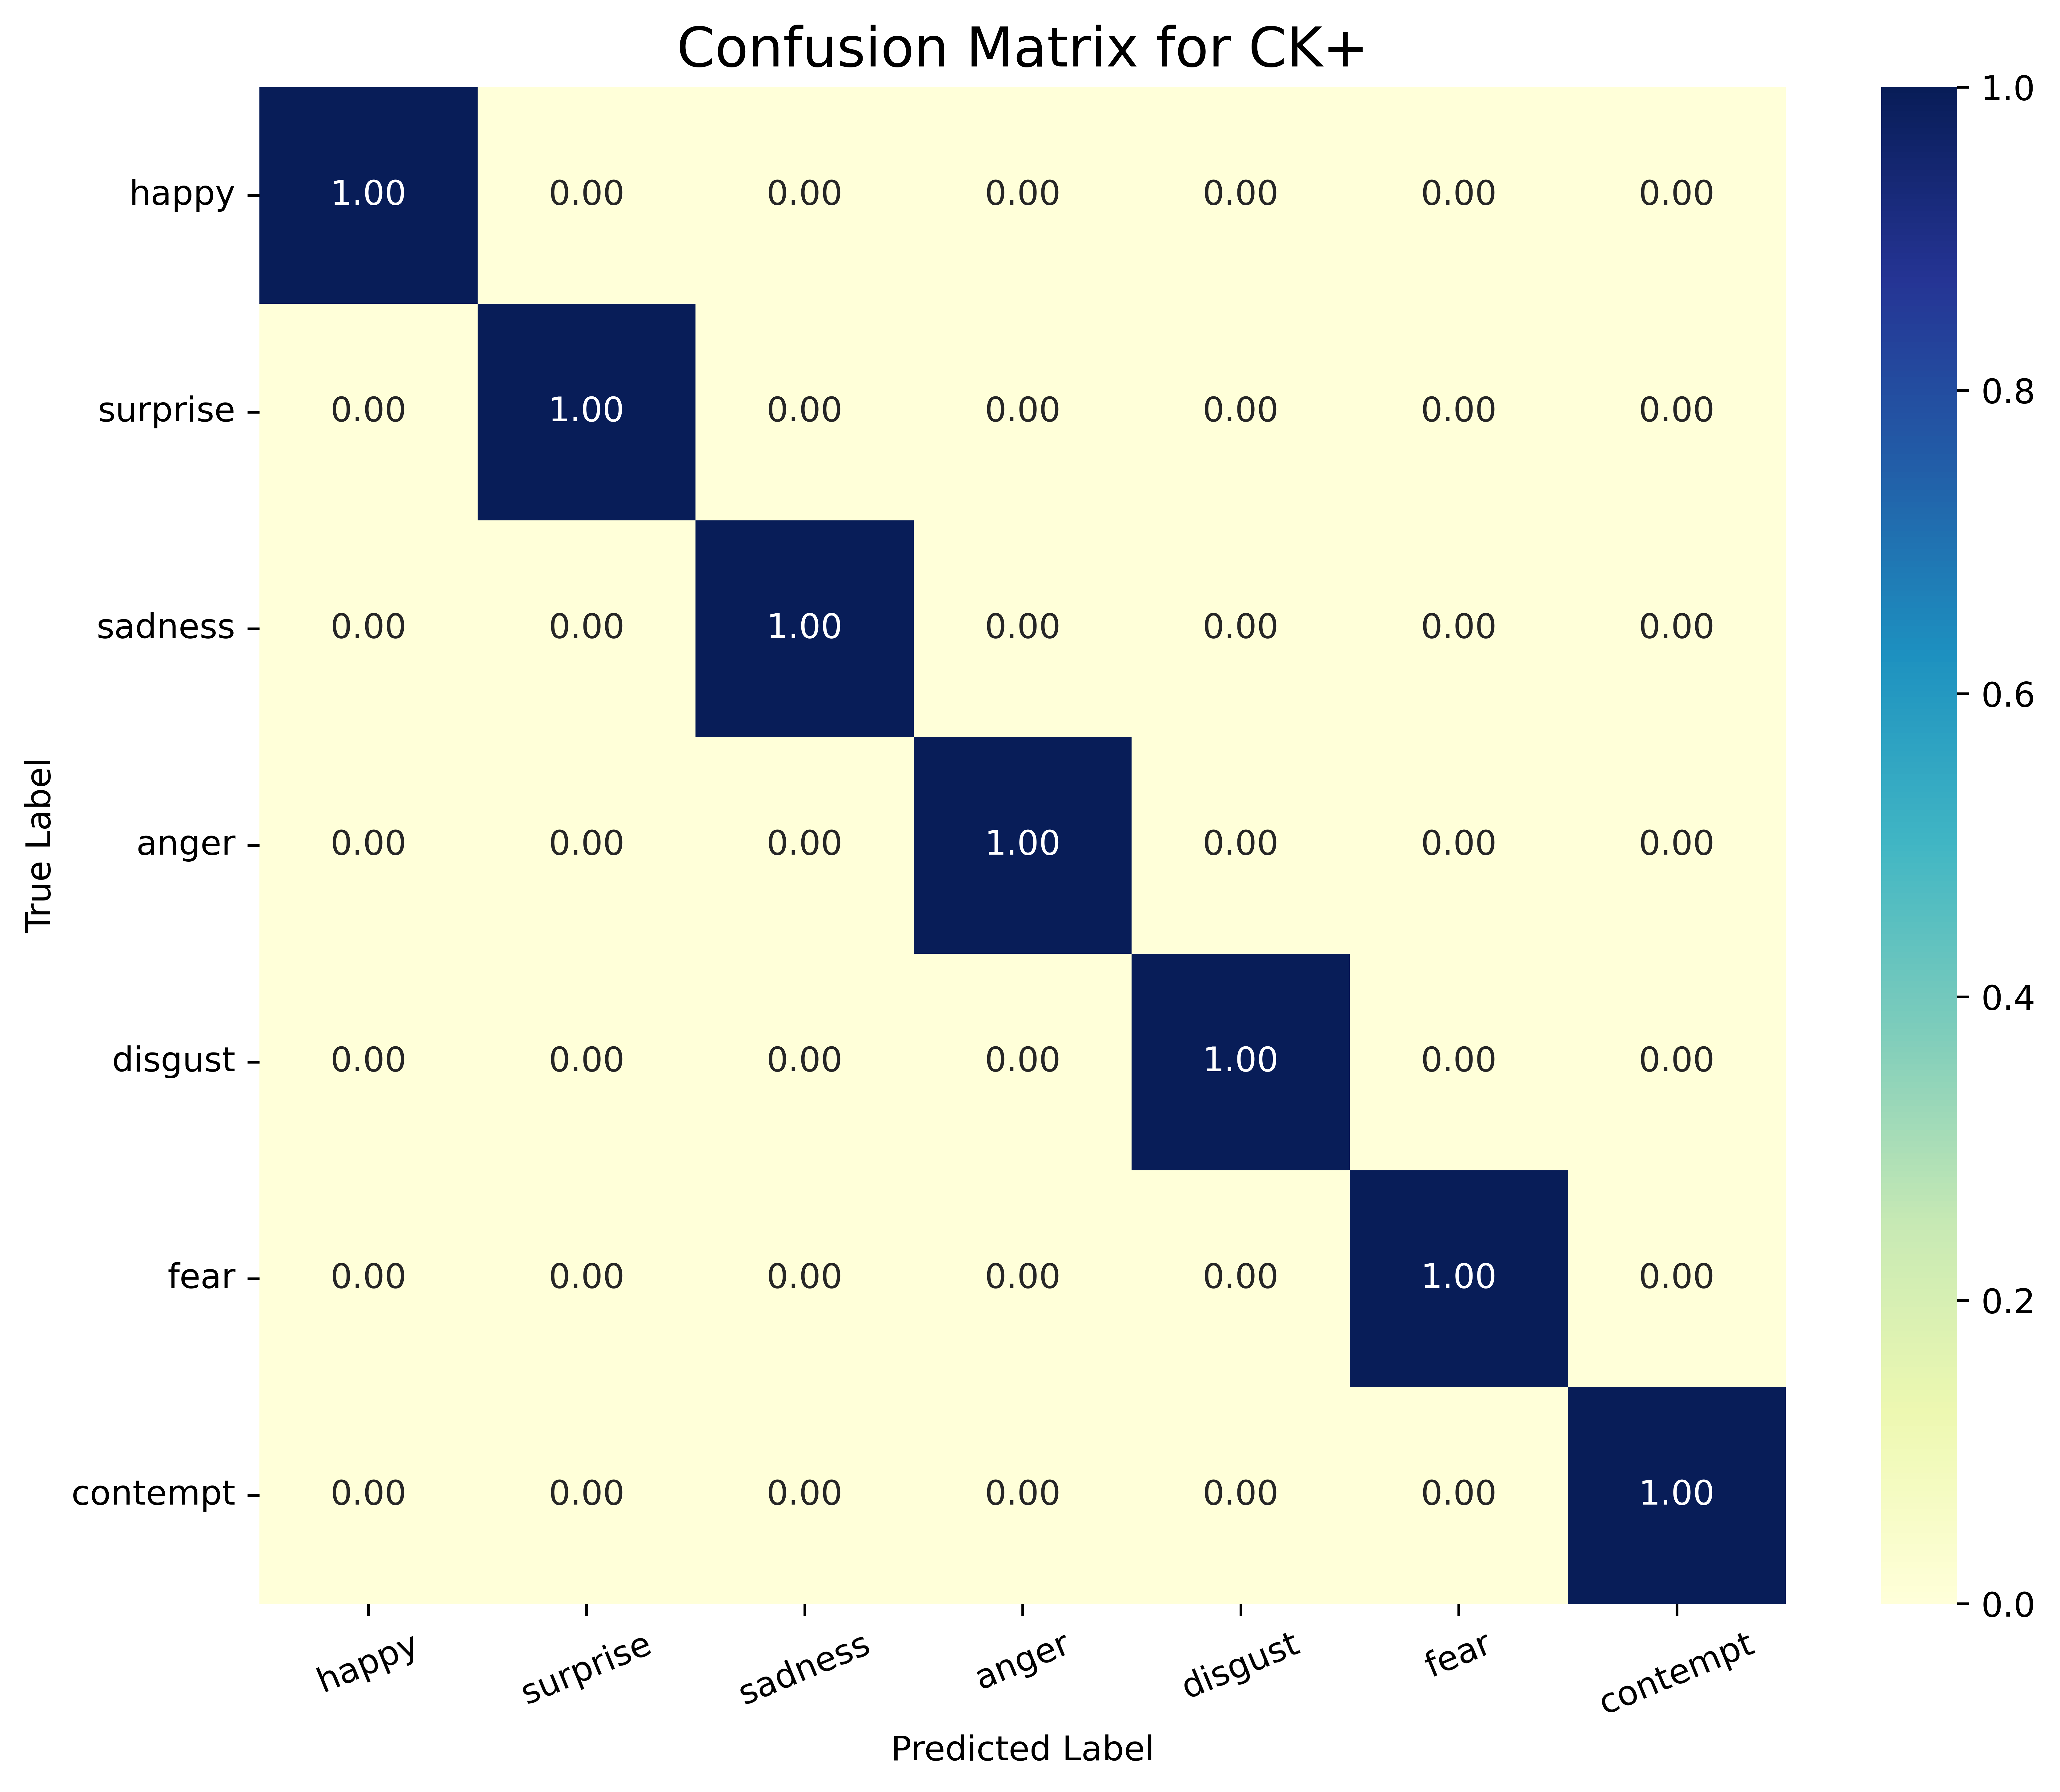 Confusion Matrix for CK+
1.0
happy 1.00 0.00 0.00 0.00 0.00 0.00 0.00
surprise 0.00 1.00 0.00 0.00 0.00 0.00 0.00
0.8
sadness 0.00 0.00 1.00 0.00 0.00 0.00 0.00
0.6
True Label
anger 0.00 0.00 0.00 1.00 0.00 0.00 0.00
0.4
disgust 0.00 0.00 0.00 0.00 1.00 0.00 0.00
fear 0.00 0.00 0.00 0.00 0.00 1.00 0.00
0.2
contempt 0.00 0.00 0.00 0.00 0.00 0.00 1.00
0.0
happy surprise sadness anger disgust fear contempt
Predicted Label